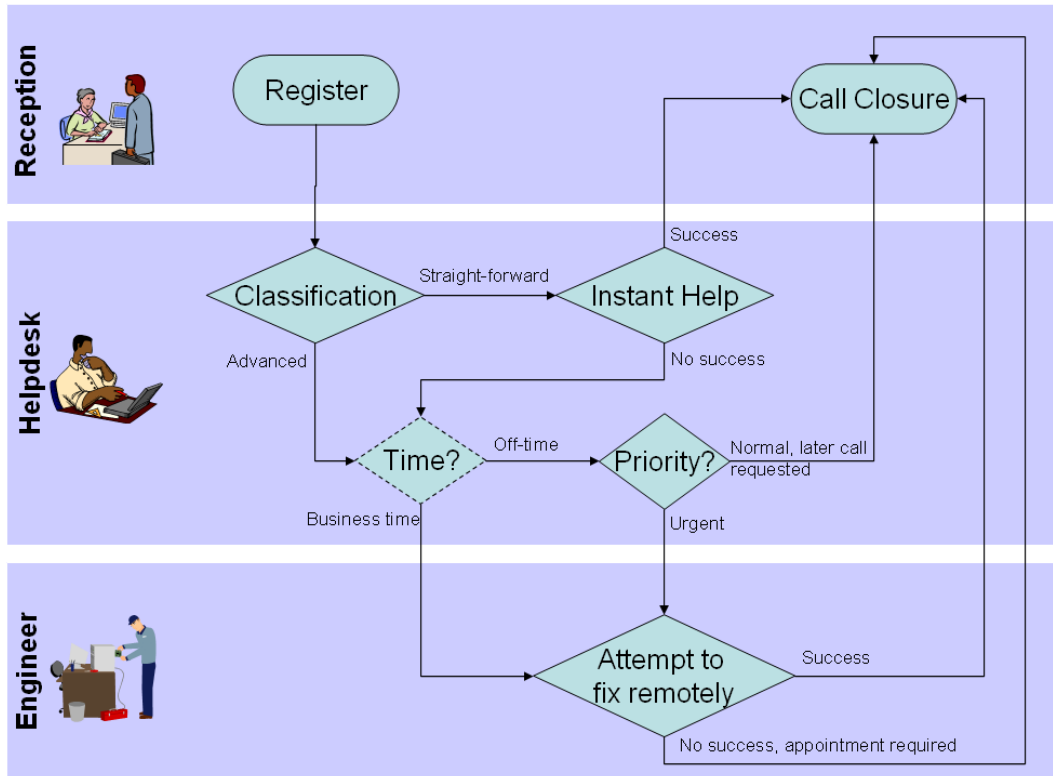 Reception
Register
Call Closure
Helpdesk
Success
Classification
Straight-forward
Instant Help
Advanced
No success
Time?
Off-time
Priority?
Normal, later call
requested
Business time
Urgent
Engineer
Attempt to
fix remotely
Success
No success, appointment required